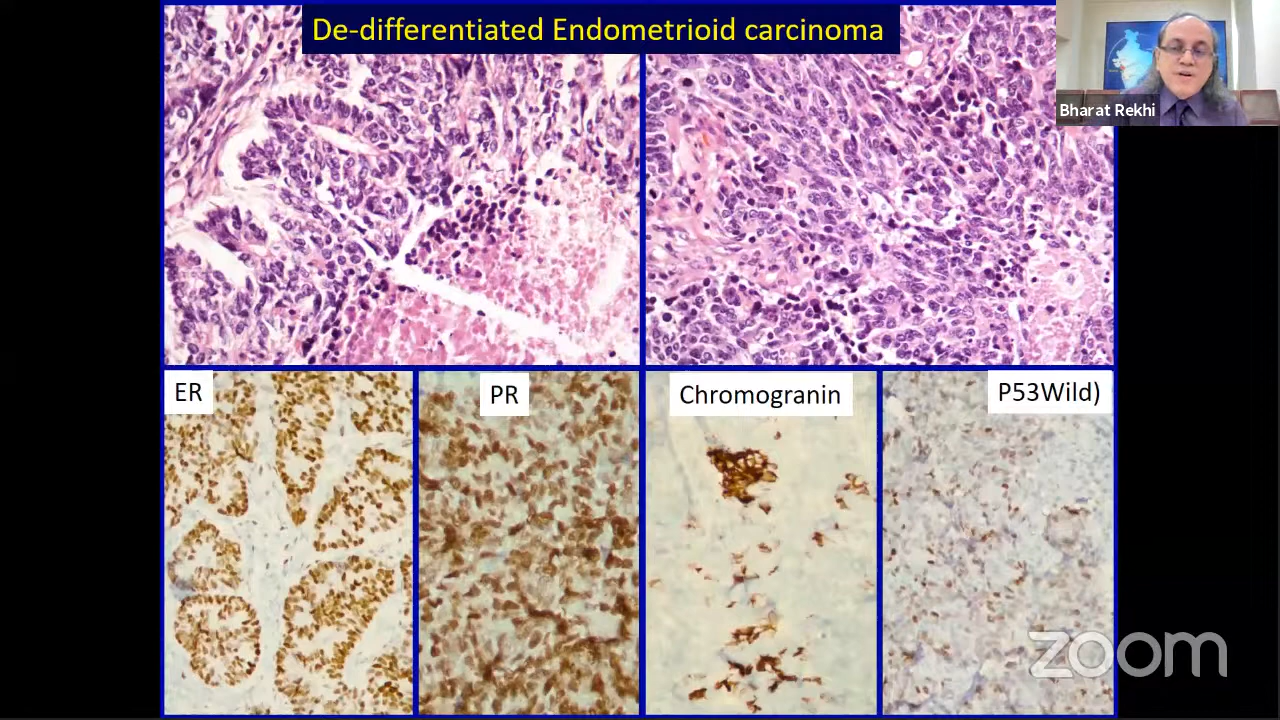 De-differentiated Endometrioid carcinoma
Bharat Rekhi
ER
PR
Chromogranin
P53Wild)
zoom